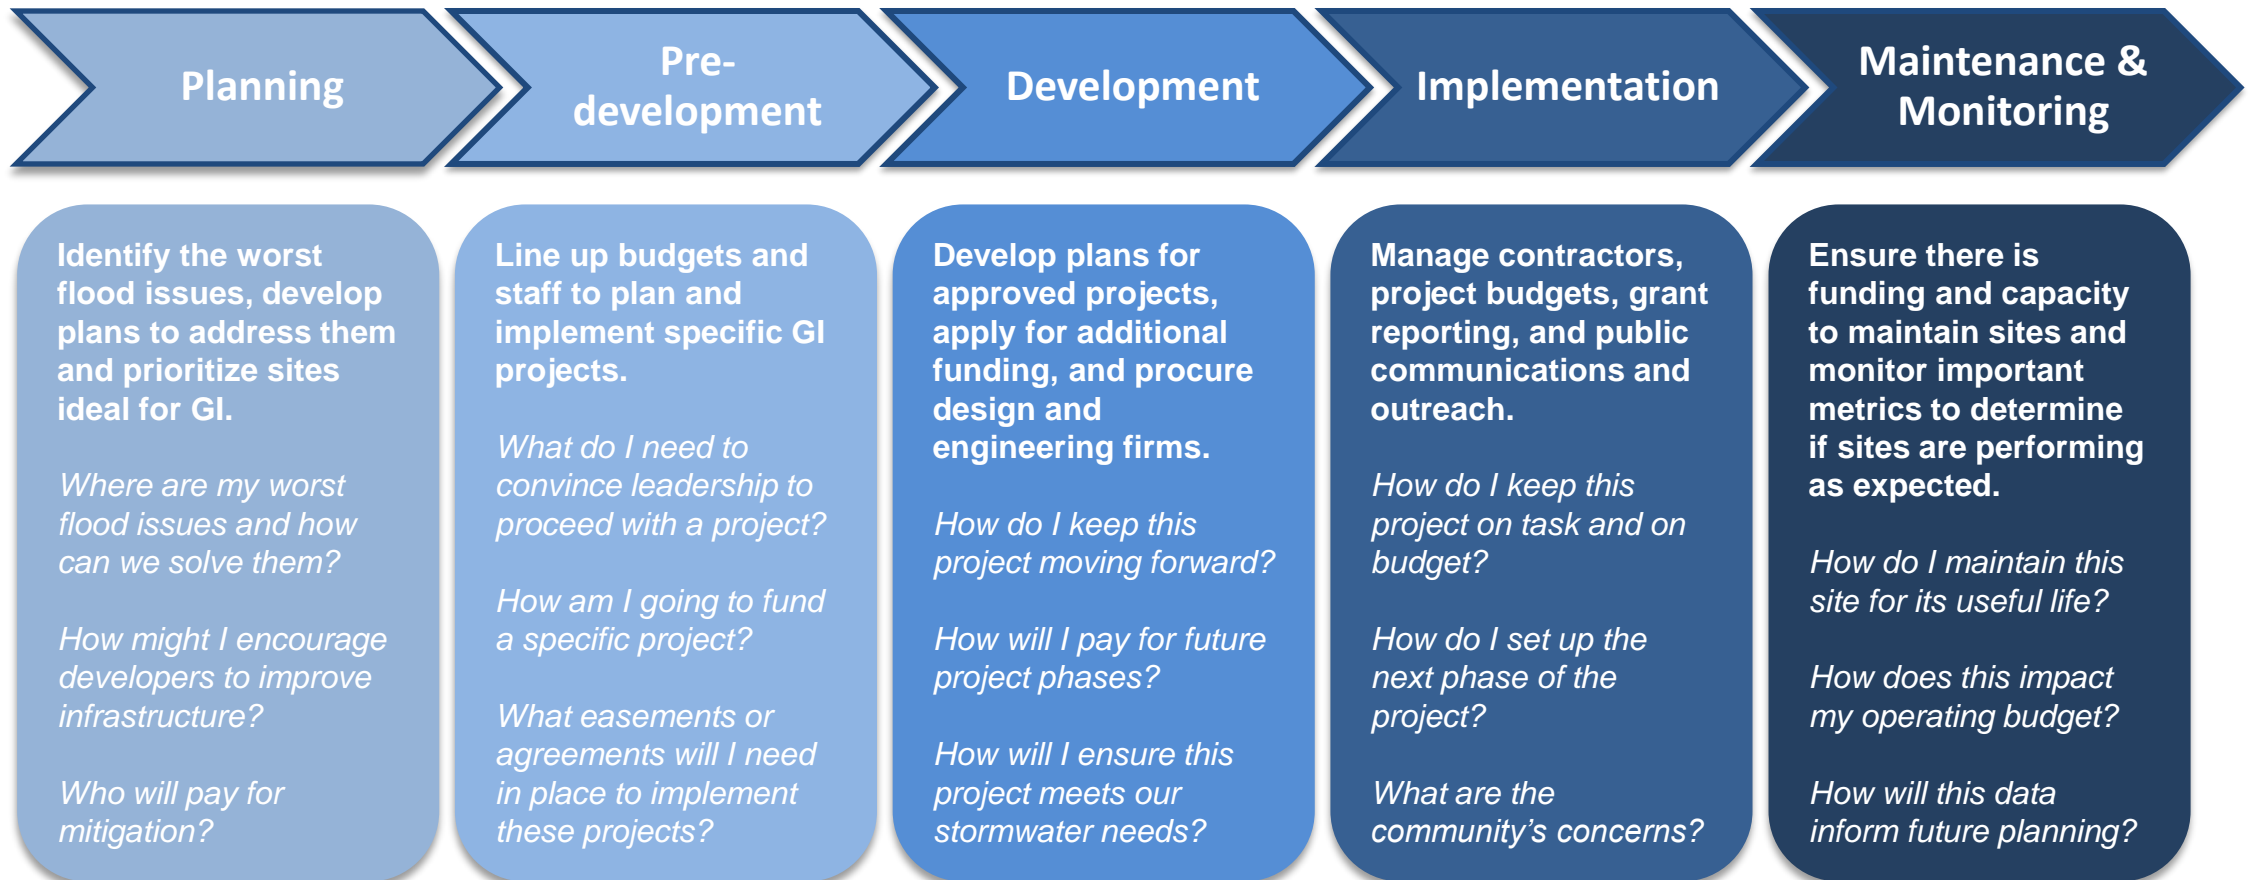 Planning
Pre-
development
Development
Implementation
Maintenance &
Monitoring
Identify the worst
flood issues, develop
plans to address them
and prioritize sites
ideal for GI.
Where are my worst
flood issues and how
can we solve them?
How might I encourage
developers to improve
infrastructure?
Who will pay for
mitigation?
Line up budgets and
staff to plan and
implement specific GI
projects.
What do I need to
convince leadership to
proceed with a project?
How am I going to fund
a specific project?
What easements or
agreements will I need
in place to implement
these projects?
Develop plans for
approved projects,
apply for additional
funding, and procure
design and
engineering firms.
How do I keep this
project moving forward?
How will I pay for future
project phases?
How will I ensure this
project meets our
stormwater needs?
Manage contractors,
project budgets, grant
reporting, and public
communications and
outreach.
How do I keep this
project on task and on
budget?
How do I set up the
next phase of the
project?
What are the
community’s concerns?
Ensure there is
funding and capacity
to maintain sites and
monitor important
metrics to determine
if sites are performing
as expected.
How do I maintain this
site for its useful life?
How does this impact
my operating budget?
How will this data
inform future planning?